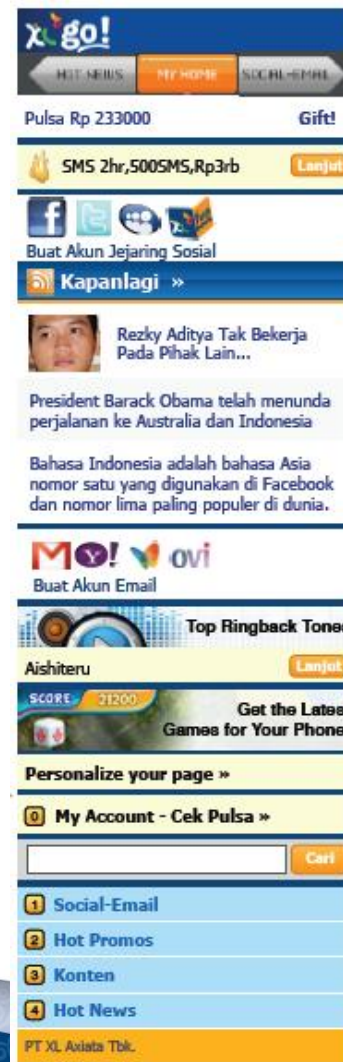 xl go!
HOT NEWS MY HOME SOCIAL-EMAIL
Pulsa Rp 233000 Gift!
SMS 2hr,500SMS,Rp3rb Lanjut
Buat Akun Jejaring Sosial
Kapanlagi »
Rezky Aditya Tak Bekerja
Pada Pihak Lain...
President Barack Obama telah menunda
perjalanan ke Australia dan Indonesia
Bahasa Indonesia adalah bahasa Asia
nomor satu yang digunakan di Facebook
dan nomor lima paling populer di dunia.
Y! ovi
Buat Akun Email
Top Ringback Tone
Aishiteru Lanjut
SCORE 21200
Get the Lates
Games for Your Phone
Personalize your page »
0 My Account - Cek Pulsa »
Cari
1 Social-Email
2 Hot Promos
3 Konten
4 Hot News
PT XL Axiata Tbk.